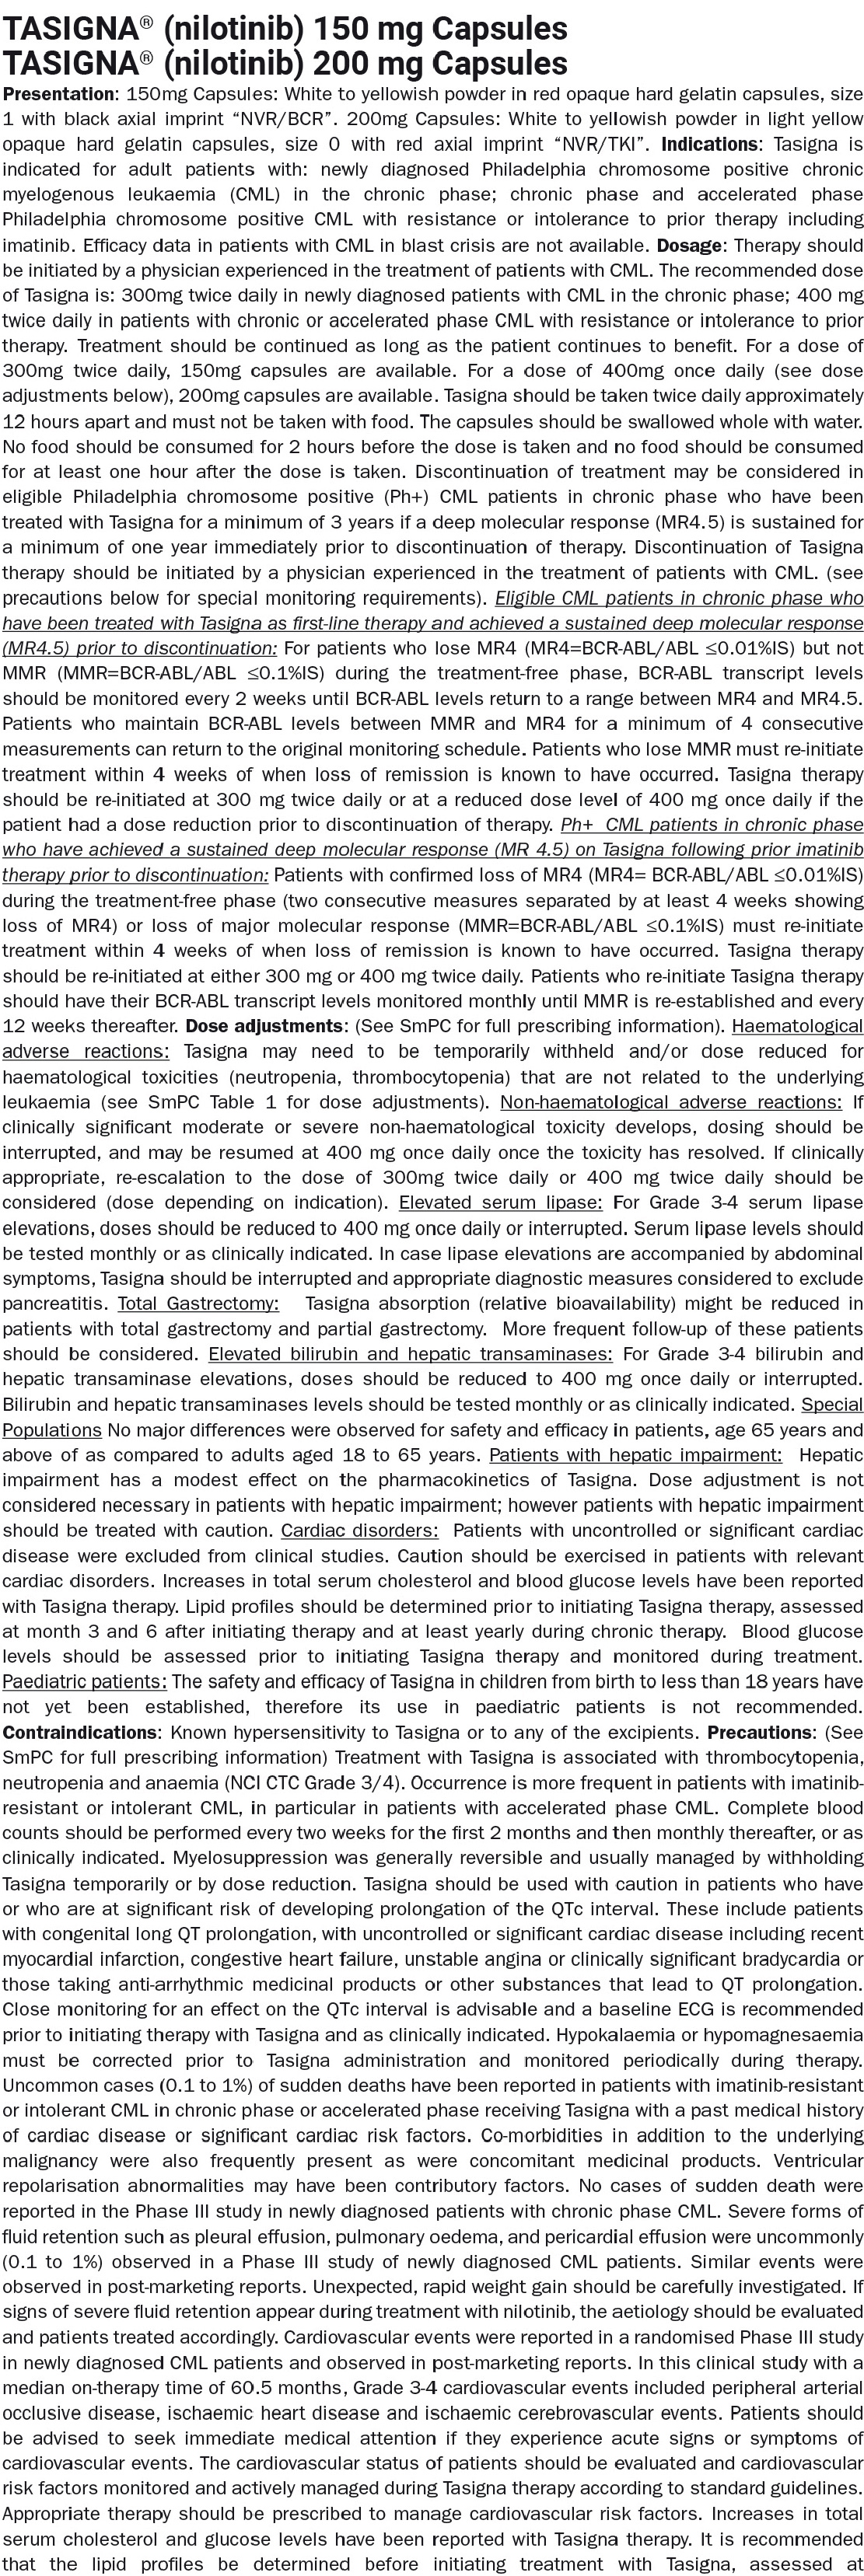 TASIGNA® (nilotinib) 150 mg Capsules
TASIGNA® (nilotinib) 200 mg Capsules
Presentation: 150mg Capsules: White to yellowish powder in red opaque hard gelatin capsules, size
1 with black axial imprint “NVR/BCR”. 200mg Capsules: White to yellowish powder in light yellow
opaque hard gelatin capsules, size 0 with red axial imprint “NVR/TKI”. Indications: Tasigna is
indicated for adult patients with: newly diagnosed Philadelphia chromosome positive chronic
myelogenous leukaemia (CML) in the chronic phase; chronic phase and accelerated phase
Philadelphia chromosome positive CML with resistance or intolerance to prior therapy including
imatinib. Efficacy data in patients with CML in blast crisis are not available. Dosage: Therapy should
be initiated by a physician experienced in the treatment of patients with CML. The recommended dose
of Tasigna is: 300mg twice daily in newly diagnosed patients with CML in the chronic phase; 400 mg
twice daily in patients with chronic or accelerated phase CML with resistance or intolerance to prior
therapy. Treatment should be continued as long as the patient continues to benefit. For a dose of
300mg twice daily, 150mg capsules are available. For a dose of 400mg once daily (see dose
adjustments below), 200mg capsules are available. Tasigna should be taken twice daily approximately
12 hours apart and must not be taken with food. The capsules should be swallowed whole with water.
No food should be consumed for 2 hours before the dose is taken and no food should be consumed
for at least one hour after the dose is taken. Discontinuation of treatment may be considered in
eligible Philadelphia chromosome positive (Ph+) CML patients in chronic phase who have been
treated with Tasigna for a minimum of 3 years if a deep molecular response (MR4.5) is sustained for
a minimum of one year immediately prior to discontinuation of therapy. Discontinuation of Tasigna
therapy should be initiated by a physician experienced in the treatment of patients with CML. (see
precautions below for special monitoring requirements). Eligible CML patients in chronic phase who
have been treated with Tasigna as first-line therapy and achieved a sustained deep molecular response
(MR4.5) prior to discontinuation: For patients who lose MR4 (MR4=BCR-ABL/ABL ≤0.01%IS) but not
MMR (MMR=BCR-ABL/ABL ≤0.1%IS) during the treatment-free phase, BCR-ABL transcript levels
should be monitored every 2 weeks until BCR-ABL levels return to a range between MR4 and MR4.5.
Patients who maintain BCR-ABL levels between MMR and MR4 for a minimum of 4 consecutive
measurements can return to the original monitoring schedule. Patients who lose MMR must re-initiate
treatment within 4 weeks of when loss of remission is known to have occurred. Tasigna therapy
should be re-initiated at 300 mg twice daily or at a reduced dose level of 400 mg once daily if the
patient had a dose reduction prior to discontinuation of therapy. Ph+ CML patients in chronic phase
who have achieved a sustained deep molecular response (MR 4.5) on Tasigna following prior imatinib
therapy prior to discontinuation: Patients with confirmed loss of MR4 (MR4= BCR-ABL/ABL ≤0.01%IS)
during the treatment-free phase (two consecutive measures separated by at least 4 weeks showing
loss of MR4) or loss of major molecular response (MMR=BCR-ABL/ABL ≤0.1%IS) must re-initiate
treatment within 4 weeks of when loss of remission is known to have occurred. Tasigna therapy
should be re-initiated at either 300 mg or 400 mg twice daily. Patients who re-initiate Tasigna therapy
should have their BCR-ABL transcript levels monitored monthly until MMR is re-established and every
12 weeks thereafter. Dose adjustments: (See SmPC for full prescribing information). Haematological
adverse reactions: Tasigna may need to be temporarily withheld and/or dose reduced for
haematological toxicities (neutropenia, thrombocytopenia) that are not related to the underlying
leukaemia (see SmPC Table 1 for dose adjustments). Non-haematological adverse reactions: If
clinically significant moderate or severe non-haematological toxicity develops, dosing should be
interrupted, and may be resumed at 400 mg once daily once the toxicity has resolved. If clinically
appropriate, re-escalation to the dose of 300mg twice daily or 400 mg twice daily should be
considered (dose depending on indication). Elevated serum lipase: For Grade 3-4 serum lipase
elevations, doses should be reduced to 400 mg once daily or interrupted. Serum lipase levels should
be tested monthly or as clinically indicated. In case lipase elevations are accompanied by abdominal
symptoms, Tasigna should be interrupted and appropriate diagnostic measures considered to exclude
pancreatitis. Total Gastrectomy: Tasigna absorption (relative bioavailability) might be reduced in
patients with total gastrectomy and partial gastrectomy. More frequent follow-up of these patients
should be considered. Elevated bilirubin and hepatic transaminases: For Grade 3-4 bilirubin and
hepatic transaminase elevations, doses should be reduced to 400 mg once daily or interrupted.
Bilirubin and hepatic transaminases levels should be tested monthly or as clinically indicated. Special
Populations No major differences were observed for safety and efficacy in patients, age 65 years and
above of as compared to adults aged 18 to 65 years. Patients with hepatic impairment: Hepatic
impairment has a modest effect on the pharmacokinetics of Tasigna. Dose adjustment is not
considered necessary in patients with hepatic impairment; however patients with hepatic impairment
should be treated with caution. Cardiac disorders: Patients with uncontrolled or significant cardiac
disease were excluded from clinical studies. Caution should be exercised in patients with relevant
cardiac disorders. Increases in total serum cholesterol and blood glucose levels have been reported
with Tasigna therapy. Lipid profiles should be determined prior to initiating Tasigna therapy, assessed
at month 3 and 6 after initiating therapy and at least yearly during chronic therapy. Blood glucose
levels should be assessed prior to initiating Tasigna therapy and monitored during treatment.
Paediatric patients: The safety and efficacy of Tasigna in children from birth to less than 18 years have
not yet been established, therefore its use in paediatric patients is not recommended.
Contraindications: Known hypersensitivity to Tasigna or to any of the excipients. Precautions: (See
SmPC for full prescribing information) Treatment with Tasigna is associated with thrombocytopenia,
neutropenia and anaemia (NCI CTC Grade 3/4). Occurrence is more frequent in patients with imatinib-
resistant or intolerant CML, in particular in patients with accelerated phase CML. Complete blood
counts should be performed every two weeks for the first 2 months and then monthly thereafter, or as
clinically indicated. Myelosuppression was generally reversible and usually managed by withholding
Tasigna temporarily or by dose reduction. Tasigna should be used with caution in patients who have
or who are at significant risk of developing prolongation of the QTc interval. These include patients
with congenital long QT prolongation, with uncontrolled or significant cardiac disease including recent
myocardial infarction, congestive heart failure, unstable angina or clinically significant bradycardia or
those taking anti-arrhythmic medicinal products or other substances that lead to QT prolongation.
Close monitoring for an effect on the QTc interval is advisable and a baseline ECG is recommended
prior to initiating therapy with Tasigna and as clinically indicated. Hypokalaemia or hypomagnesaemia
must be corrected prior to Tasigna administration and monitored periodically during therapy.
Uncommon cases (0.1 to 1%) of sudden deaths have been reported in patients with imatinib-resistant
or intolerant CML in chronic phase or accelerated phase receiving Tasigna with a past medical history
of cardiac disease or significant cardiac risk factors. Co-morbidities in addition to the underlying
malignancy were also frequently present as were concomitant medicinal products. Ventricular
repolarisation abnormalities may have been contributory factors. No cases of sudden death were
reported in the Phase III study in newly diagnosed patients with chronic phase CML. Severe forms of
fluid retention such as pleural effusion, pulmonary oedema, and pericardial effusion were uncommonly
(0.1 to 1%) observed in a Phase III study of newly diagnosed CML patients. Similar events were
observed in post-marketing reports. Unexpected, rapid weight gain should be carefully investigated. If
signs of severe fluid retention appear during treatment with nilotinib, the aetiology should be evaluated
and patients treated accordingly. Cardiovascular events were reported in a randomised Phase III study
in newly diagnosed CML patients and observed in post-marketing reports. In this clinical study with a
median on-therapy time of 60.5 months, Grade 3-4 cardiovascular events included peripheral arterial
occlusive disease, ischaemic heart disease and ischaemic cerebrovascular events. Patients should
be advised to seek immediate medical attention if they experience acute signs or symptoms of
cardiovascular events. The cardiovascular status of patients should be evaluated and cardiovascular
risk factors monitored and actively managed during Tasigna therapy according to standard guidelines.
Appropriate therapy should be prescribed to manage cardiovascular risk factors. Increases in total
serum cholesterol and glucose levels have been reported with Tasigna therapy. It is recommended
that the lipid profiles be determined before initiating treatment with Tasigna, assessed at